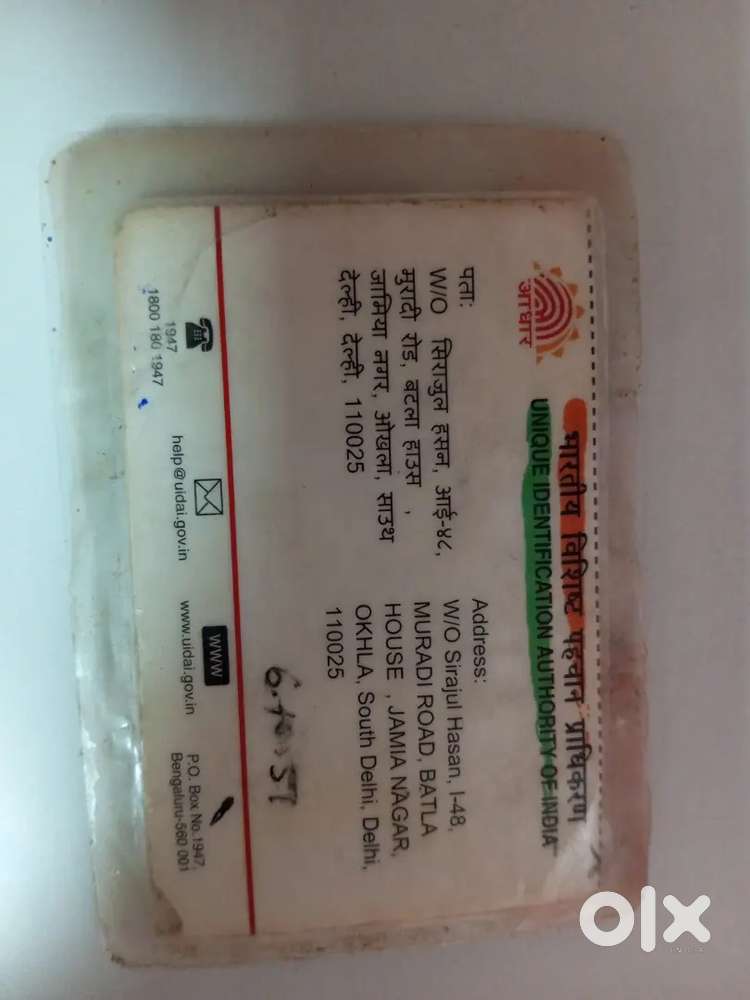 भारतीय विशिष्ट पहचान प्राधिकरण
UNIQUE IDENTIFICATION AUTHORITY OF INDIA
आधार
पताः
W/O सिराजुल हसन, आई-४८,
मुरादी रोड, बटला हाउस ,
जामिया नगर, ओखला, साउथ
देल्ही, देल्ही, 110025
Address:
W/O Sirajul Hasan, I-48,
MURADI ROAD, BATLA
HOUSE , JAMIA NAGAR,
OKHLA, South Delhi, Delhi,
110025
1947
1800 180 1947
help@uidai.gov.in
WWW
www.uidai.gov.in
P.O. Box No.1947,
Bengaluru-560 001
olx